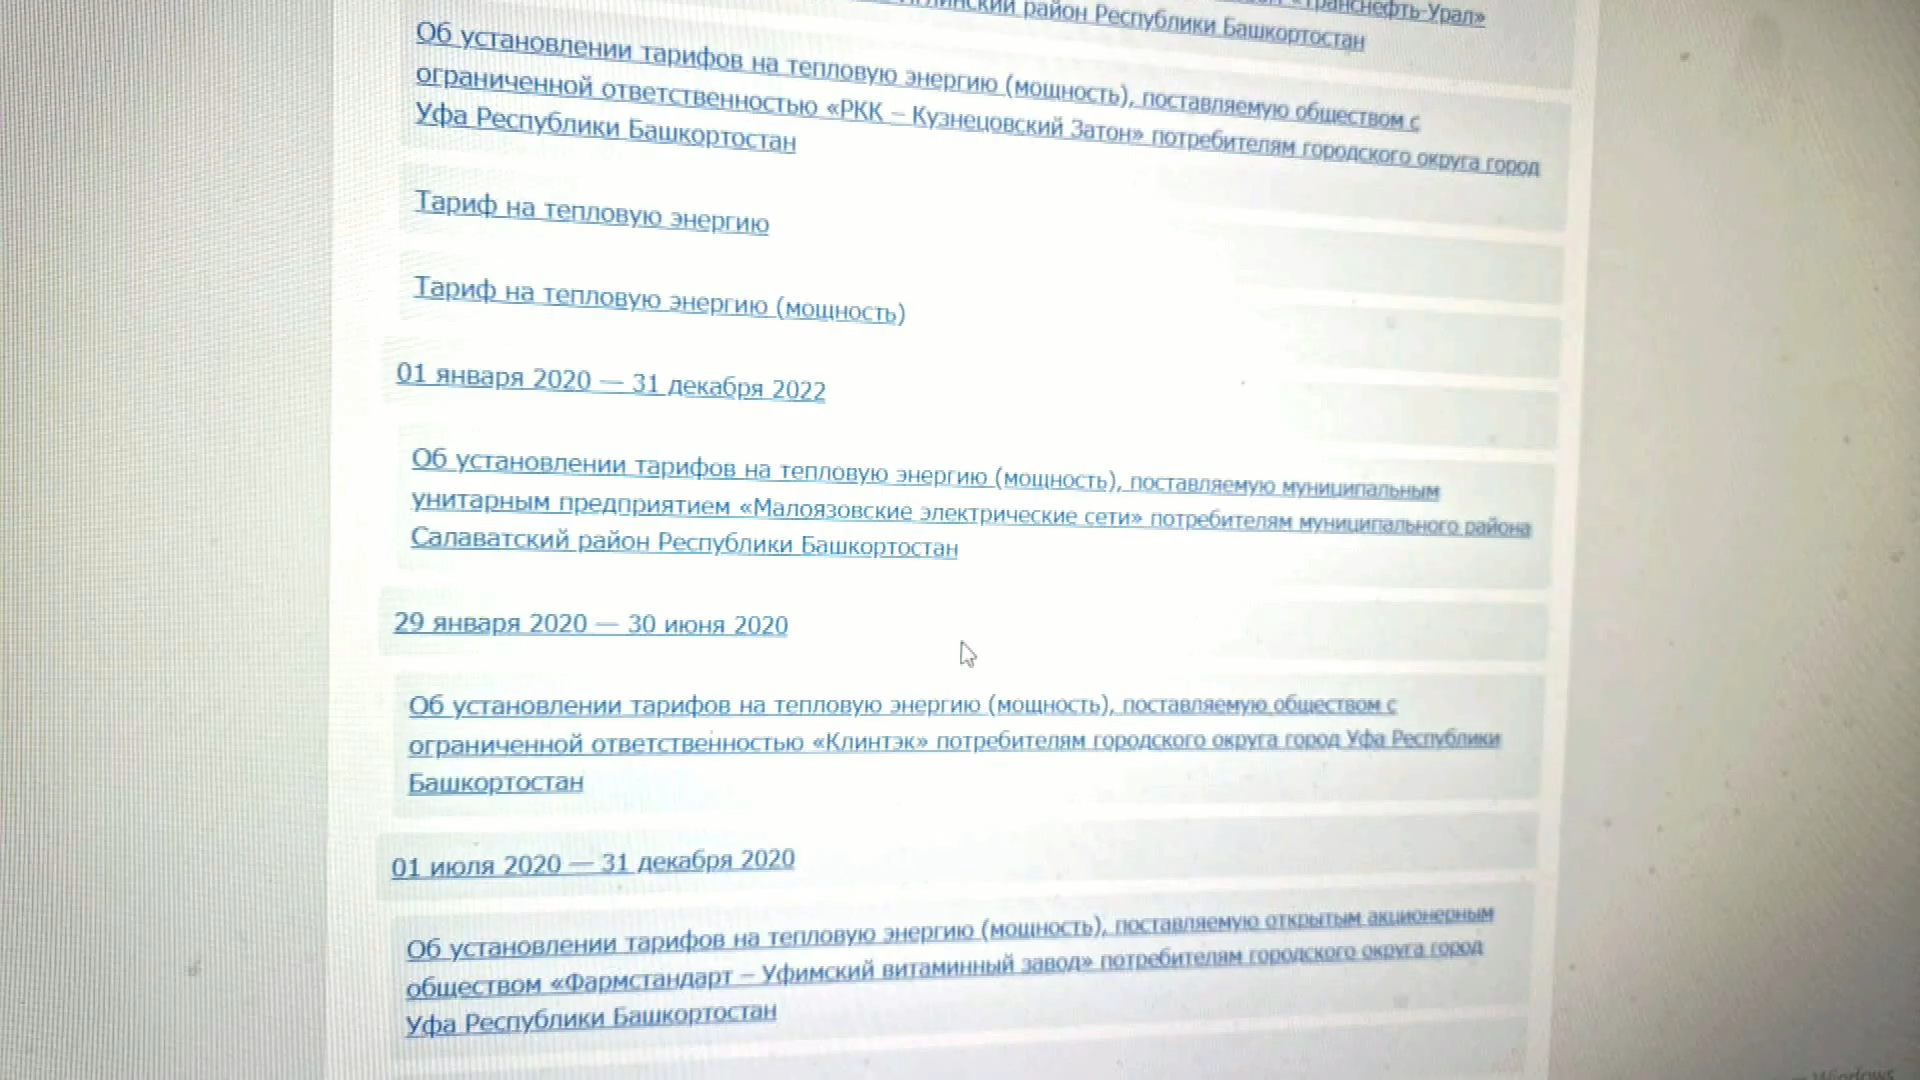 «Транснефть-Урал»
район Республики Башкортостан
Об установлении тарифов на тепловую энергию (мощность), поставляемую обществом с
ограниченной ответственностью «РКК – Кузнецовский Затон» потребителям городского округа город
Уфа Республики Башкортостан
Тариф на тепловую энергию
Тариф на тепловую энергию (мощность)
01 января 2020 — 31 декабря 2022
Об установлении тарифов на тепловую энергию (мощность), поставляемую муниципальным
унитарным предприятием «Малоязовские электрические сети» потребителям муниципального района
Салаватский район Республики Башкортостан
29 января 2020 — 30 июня 2020
Об установлении тарифов на тепловую энергию (мощность), поставляемую обществом с
ограниченной ответственностью «Клинтэк» потребителям городского округа город Уфа Республики
Башкортостан
01 июля 2020 — 31 декабря 2020
Об установлении тарифов на тепловую энергию (мощность), поставляемую открытым акционерным
обществом «Фармстандарт – Уфимский витаминный завод» потребителям городского округа город
Уфа Республики Башкортостан
Windows